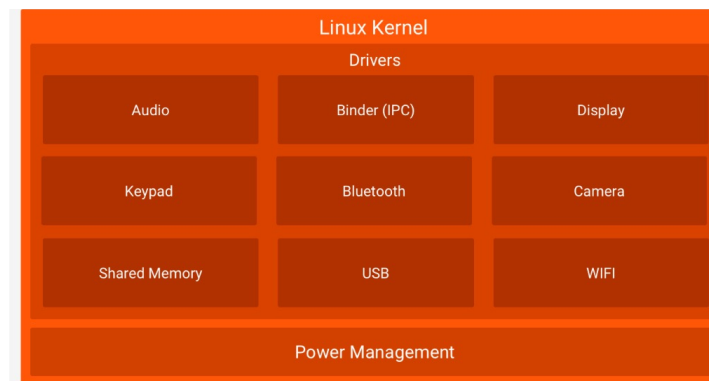 Linux Kernel
Drivers
Audio
Binder (IPC)
Display
Keypad
Bluetooth
Camera
Shared Memory
USB
WIFI
Power Management